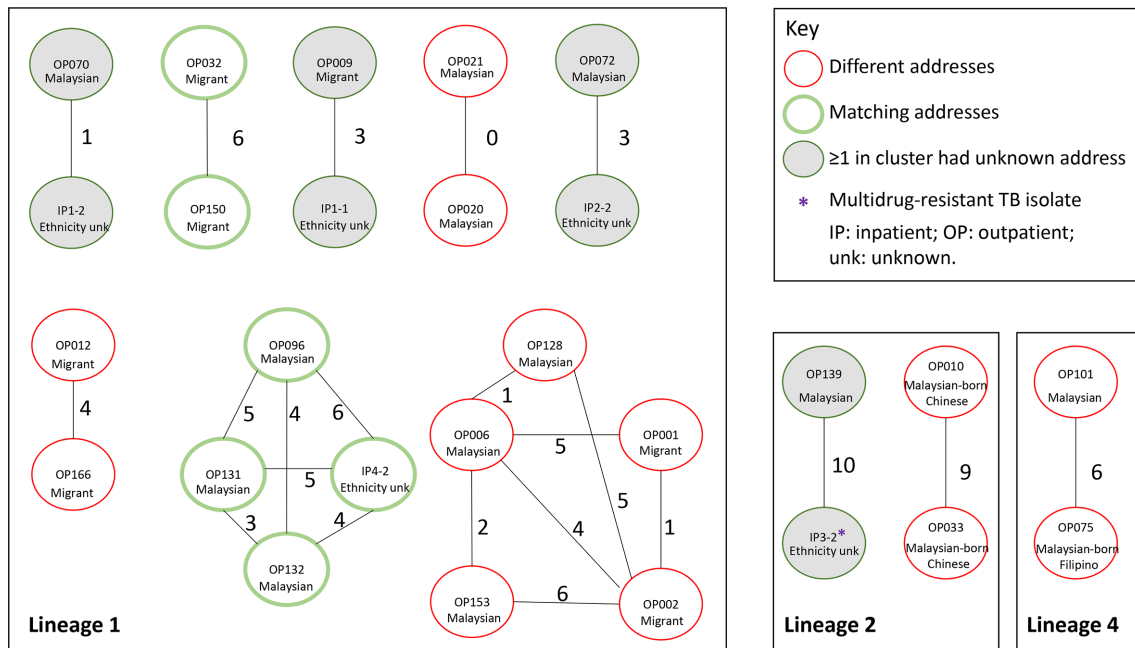 OP070
Malaysian
1
IP1-2
Ethnicity unk
OP032
Migrant
6
OP150
Migrant
OP009
Migrant
3
IP1-1
Ethnicity unk
OP021
Malaysian
0
OP020
Malaysian
OP072
Malaysian
3
IP2-2
Ethnicity unk
OP012
Migrant
4
OP166
Migrant
OP096
Malaysian
5
4
6
OP131
Malaysian
5
IP4-2
Ethnicity unk
3
4
OP132
Malaysian
OP128
Malaysian
1
OP006
Malaysian
5
OP001
Migrant
5
2
4
1
OP153
Malaysian
6
OP002
Migrant
Lineage 1
Key
Different addresses
Matching addresses
≥1 in cluster had unknown address
* Multidrug-resistant TB isolate
IP: inpatient; OP: outpatient;
unk: unknown.
OP139
Malaysian
10
IP3-2*
Ethnicity unk
OP010
Malaysian-born
Chinese
9
OP033
Malaysian-born
Chinese
Lineage 2
OP101
Malaysian
6
OP075
Malaysian-born
Filipino
Lineage 4